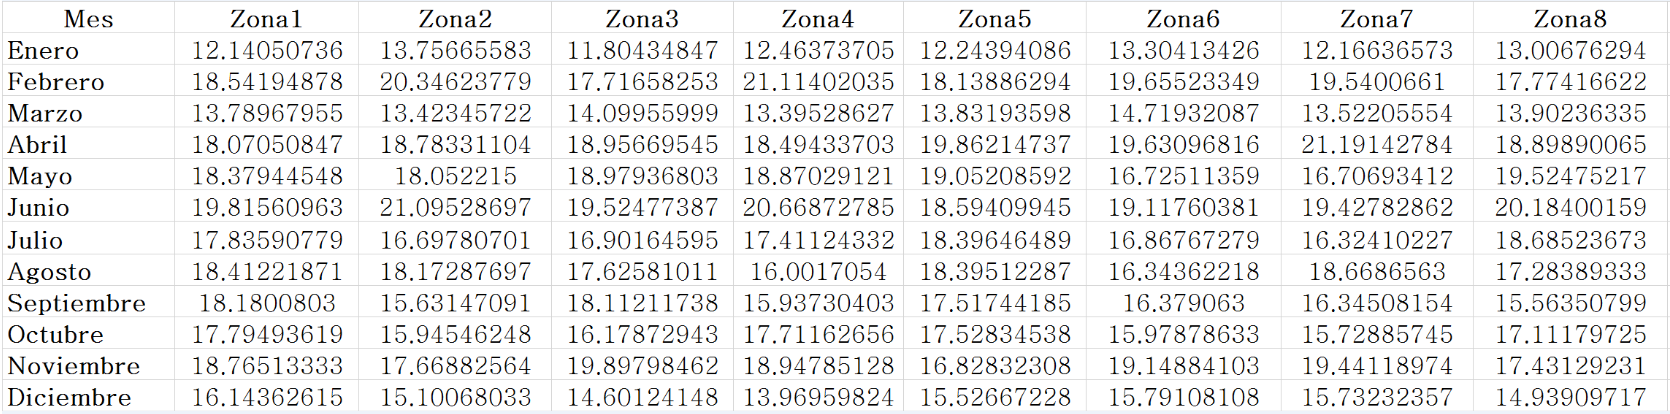 Mes Zona1 Zona2 Zona3 Zona4 Zona5 Zona6 Zona7 Zona8
Enero 12.14050736 13.75665583 11.80434847 12.46373705 12.24394086 13.30413426 12.16636573 13.00676294
Febrero 18.54194878 20.34623779 17.71658253 21.11402035 18.13886294 19.65523349 19.5400661 17.77416622
Marzo 13.78967955 13.42345722 14.09955999 13.39528627 13.83193598 14.71932087 13.52205554 13.90236335
Abril 18.07050847 18.78331104 18.95669545 18.49433703 19.86214737 19.63096816 21.19142784 18.89890065
Mayo 18.37944548 18.052215 18.97936803 18.87029121 19.05208592 16.72511359 16.70693412 19.52475217
Junio 19.81560963 21.09528697 19.52477387 20.66872785 18.59409945 19.11760381 19.42782862 20.18400159
Julio 17.83590779 16.69780701 16.90164595 17.41124332 18.39646489 16.86767279 16.32410227 18.68523673
Agosto 18.41221871 18.17287697 17.62581011 16.0017054 18.39512287 16.34362218 18.6686563 17.28389333
Septiembre 18.1800803 15.63147091 18.11211738 15.93730403 17.51744185 16.379063 16.34508154 15.56350799
Octubre 17.79493619 15.94546248 16.17872943 17.71162656 17.52834538 15.97878633 15.72885745 17.11179725
Noviembre 18.76513333 17.66882564 19.89798462 18.94785128 16.82832308 19.14884103 19.44118974 17.43129231
Diciembre 16.14362615 15.10068033 14.60124148 13.96959824 15.52667228 15.79108108 15.73232357 14.93909717